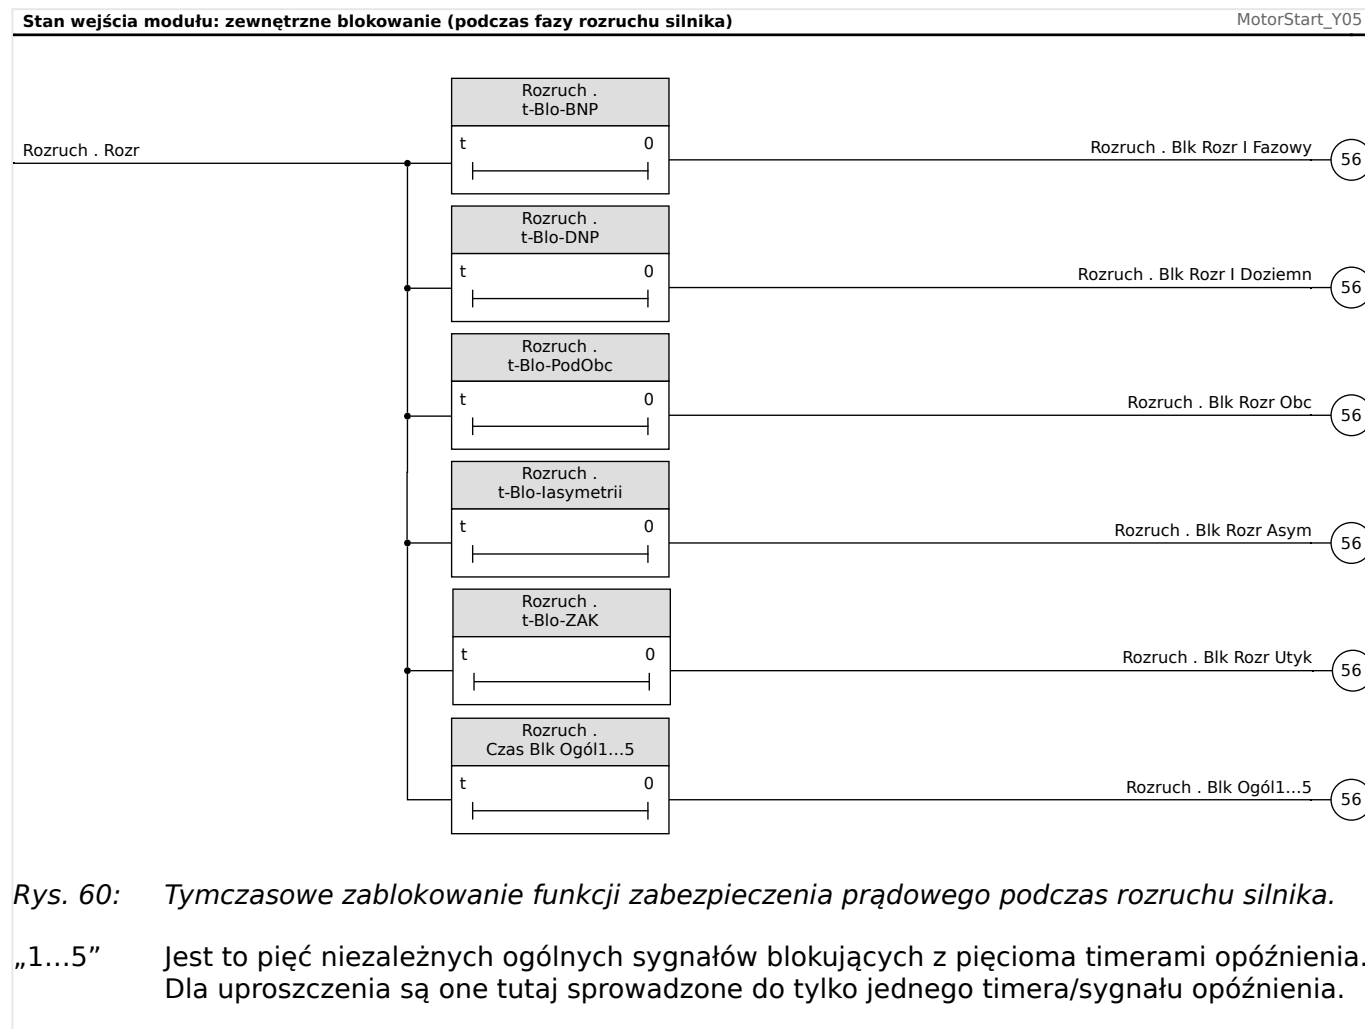 Stan wejścia modułu: zewnętrzne blokowanie (podczas fazy rozruchu silnika)
MotorStart_Y05
Rozruch . Rozr
Rozruch .
t-Blo-BNP
t 0
Rozruch . Blk Rozr I Fazowy
56
Rozruch .
t-Blo-DNP
t 0
Rozruch . Blk Rozr I Doziemn
56
Rozruch .
t-Blo-PodObc
t 0
Rozruch . Blk Rozr Obc
56
Rozruch .
t-Blo-Iasymetrii
t 0
Rozruch . Blk Rozr Asym
56
Rozruch .
t-Blo-ZAK
t 0
Rozruch . Blk Rozr Utyk
56
Rozruch .
Czas Blk Ogól1…5
t 0
Rozruch . Blk Ogól1…5
56
Rys. 60: Tymczasowe zablokowanie funkcji zabezpieczenia prądowego podczas rozruchu silnika.
„1…5” Jest to pięć niezależnych ogólnych sygnałów blokujących z pięcioma timerami opóźnienia.
Dla uproszczenia są one tutaj sprowadzone do tylko jednego timera/sygnału opóźnienia.